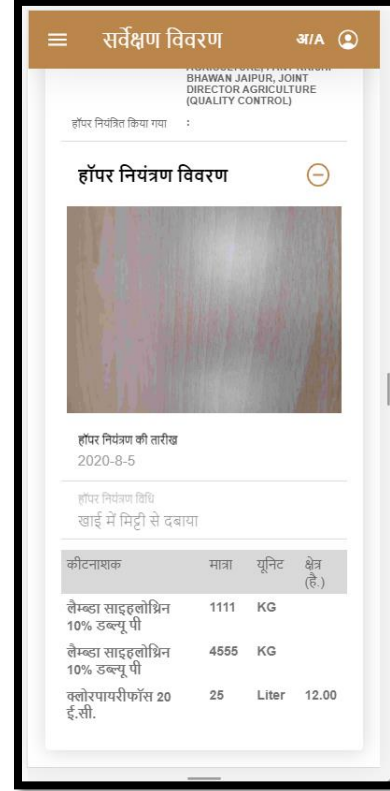 सर्वेक्षण विवरण अ/A
BHAWAN JAIPUR, JOINT
DIRECTOR AGRICULTURE
(QUALITY CONTROL)
हॉपर नियंत्रित किया गया :
हॉपर नियंत्रण विवरण
हॉपर नियंत्रण की तारीख
2020-8-5
हॉपर नियंत्रण विधि
खाई में मिट्टी से दबाया
कीटनाशक मात्रा यूनिट क्षेत्र
(है.)
लैम्ब्डा साइहलोथ्रिन 1111 KG
10% डब्ल्यू पी
लैम्ब्डा साइहलोथ्रिन 4555 KG
10% डब्ल्यू पी
क्लोरपायरीफॉस 20 25 Liter 12.00
ई.सी.